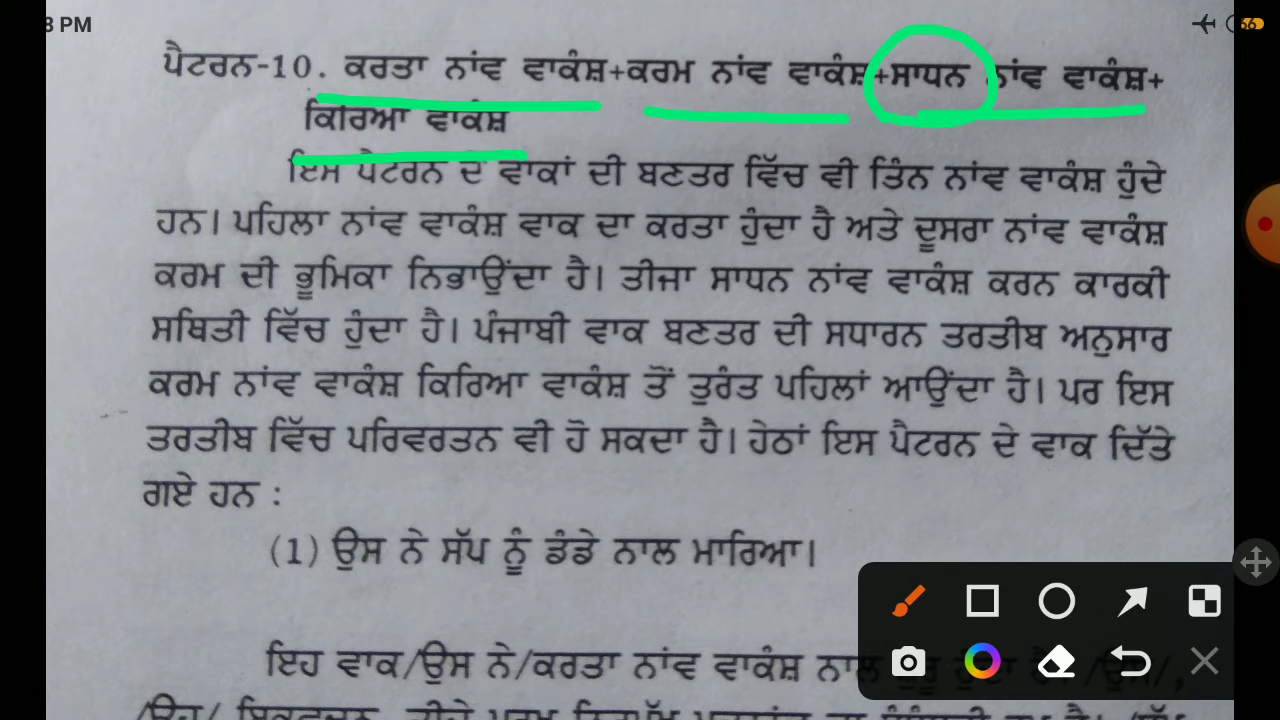 8 PM
66
ਪੈਟਰਨ-10. ਕਰਤਾ ਨਾਂਵ ਵਾਕੰਸ਼+ਕਰਮ ਨਾਂਵ ਵਾਕੰਸ਼+ਸਾਧਨ ਨਾਂਵ ਵਾਕੰਸ਼+
ਕਿਰਿਆ ਵਾਕੰਸ਼
ਇਸ ਪੈਟਰਨ ਦੇ ਵਾਕਾਂ ਦੀ ਬਣਤਰ ਵਿੱਚ ਵੀ ਤਿੰਨ ਨਾਂਵ ਵਾਕੰਸ਼ ਹੁੰਦੇ
ਹਨ। ਪਹਿਲਾ ਨਾਂਵ ਵਾਕੰਸ਼ ਵਾਕ ਦਾ ਕਰਤਾ ਹੁੰਦਾ ਹੈ ਅਤੇ ਦੂਸਰਾ ਨਾਂਵ ਵਾਕੰਸ਼
ਕਰਮ ਦੀ ਭੂਮਿਕਾ ਨਿਭਾਉਂਦਾ ਹੈ। ਤੀਜਾ ਸਾਧਨ ਨਾਂਵ ਵਾਕੰਸ਼ ਕਰਨ ਕਾਰਕੀ
ਸਥਿਤੀ ਵਿੱਚ ਹੁੰਦਾ ਹੈ। ਪੰਜਾਬੀ ਵਾਕ ਬਣਤਰ ਦੀ ਸਧਾਰਨ ਤਰਤੀਬ ਅਨੁਸਾਰ
ਕਰਮ ਨਾਂਵ ਵਾਕੰਸ਼ ਕਿਰਿਆ ਵਾਕੰਸ਼ ਤੋਂ ਤੁਰੰਤ ਪਹਿਲਾਂ ਆਉਂਦਾ ਹੈ। ਪਰ ਇਸ
ਤਰਤੀਬ ਵਿੱਚ ਪਰਿਵਰਤਨ ਵੀ ਹੋ ਸਕਦਾ ਹੈ। ਹੇਠਾਂ ਇਸ ਪੈਟਰਨ ਦੇ ਵਾਕ ਦਿੱਤੇ
ਗਏ ਹਨ :
(1) ਉਸ ਨੇ ਸੱਪ ਨੂੰ ਡੰਡੇ ਨਾਲ ਮਾਰਿਆ।
ਇਹ ਵਾਕ/ਉਸ ਨੇ/ਕਰਤਾ ਨਾਂਵ ਵਾਕੰਸ਼ ਨਾਲ